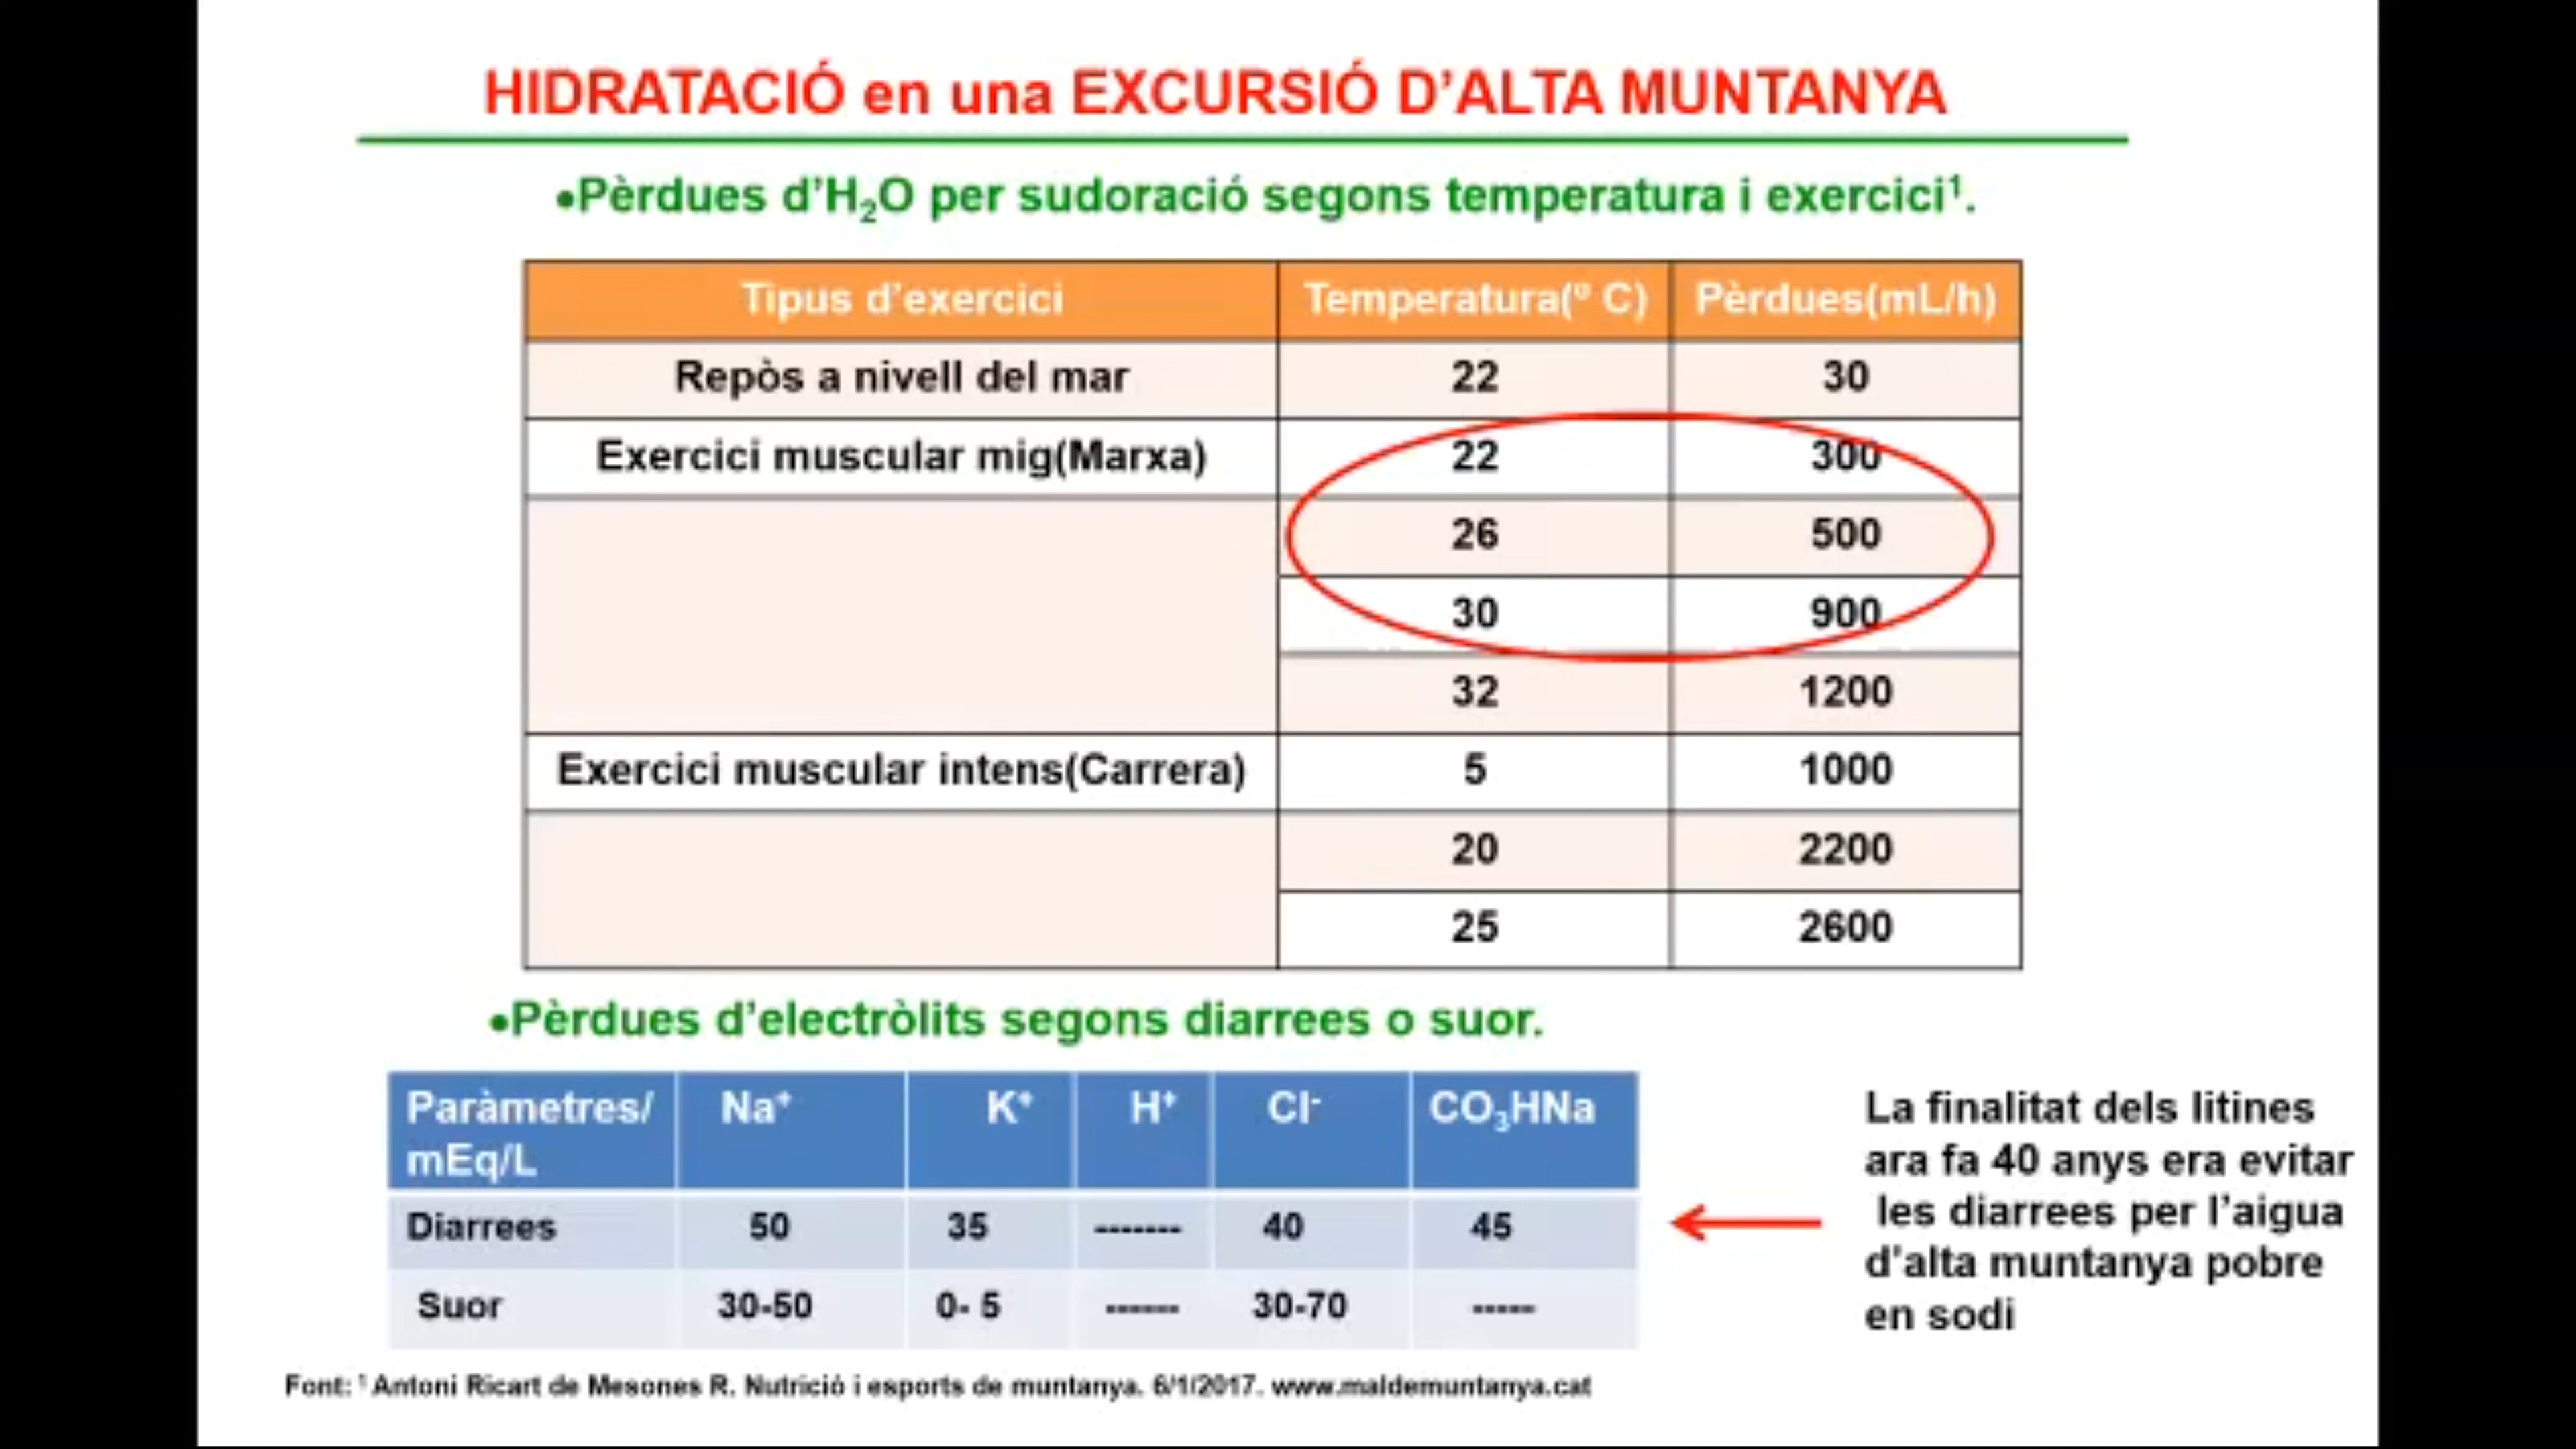 HIDRATACIÓ en una EXCURSIÓ D'ALTA MUNTANYA
•Pèrdues d'H₂O per sudoració segons temperatura i exercici¹.
Tipus d'exercici Temperatura(º C) Pèrdues(mL/h)
Repòs a nivell del mar 22 30
Exercici muscular mig(Marxa) 22 300
26 500
30 900
32 1200
Exercici muscular intens(Carrera) 5 1000
20 2200
25 2600
•Pèrdues d'electròlits segons diarrees o suor.
Paràmetres/ Na⁺ K⁺ H⁺ Cl⁻ CO₃HNa
mEq/L
Diarrees 50 35 ------- 40 45
Suor 30-50 0- 5 ------ 30-70 -----
La finalitat dels litines
ara fa 40 anys era evitar
les diarrees per l'aigua
d'alta muntanya pobre
en sodi
Font: ¹ Antoni Ricart de Mesones R. Nutrició i esports de muntanya. 6/1/2017. www.maldemuntanya.cat